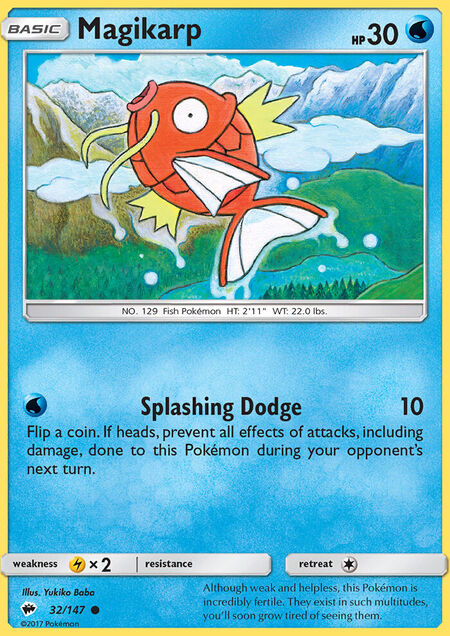 BASIC Magikarp HP 30
NO. 129 Fish Pokémon HT: 2'11" WT: 22.0 lbs.
Splashing Dodge 10
Flip a coin. If heads, prevent all effects of attacks, including
damage, done to this Pokémon during your opponent's
next turn.
weakness ×2 resistance retreat
Illus. Yukiko Baba
32/147
©2017 Pokémon
Although weak and helpless, this Pokémon is
incredibly fertile. They exist in such multitudes,
you'll soon grow tired of seeing them.